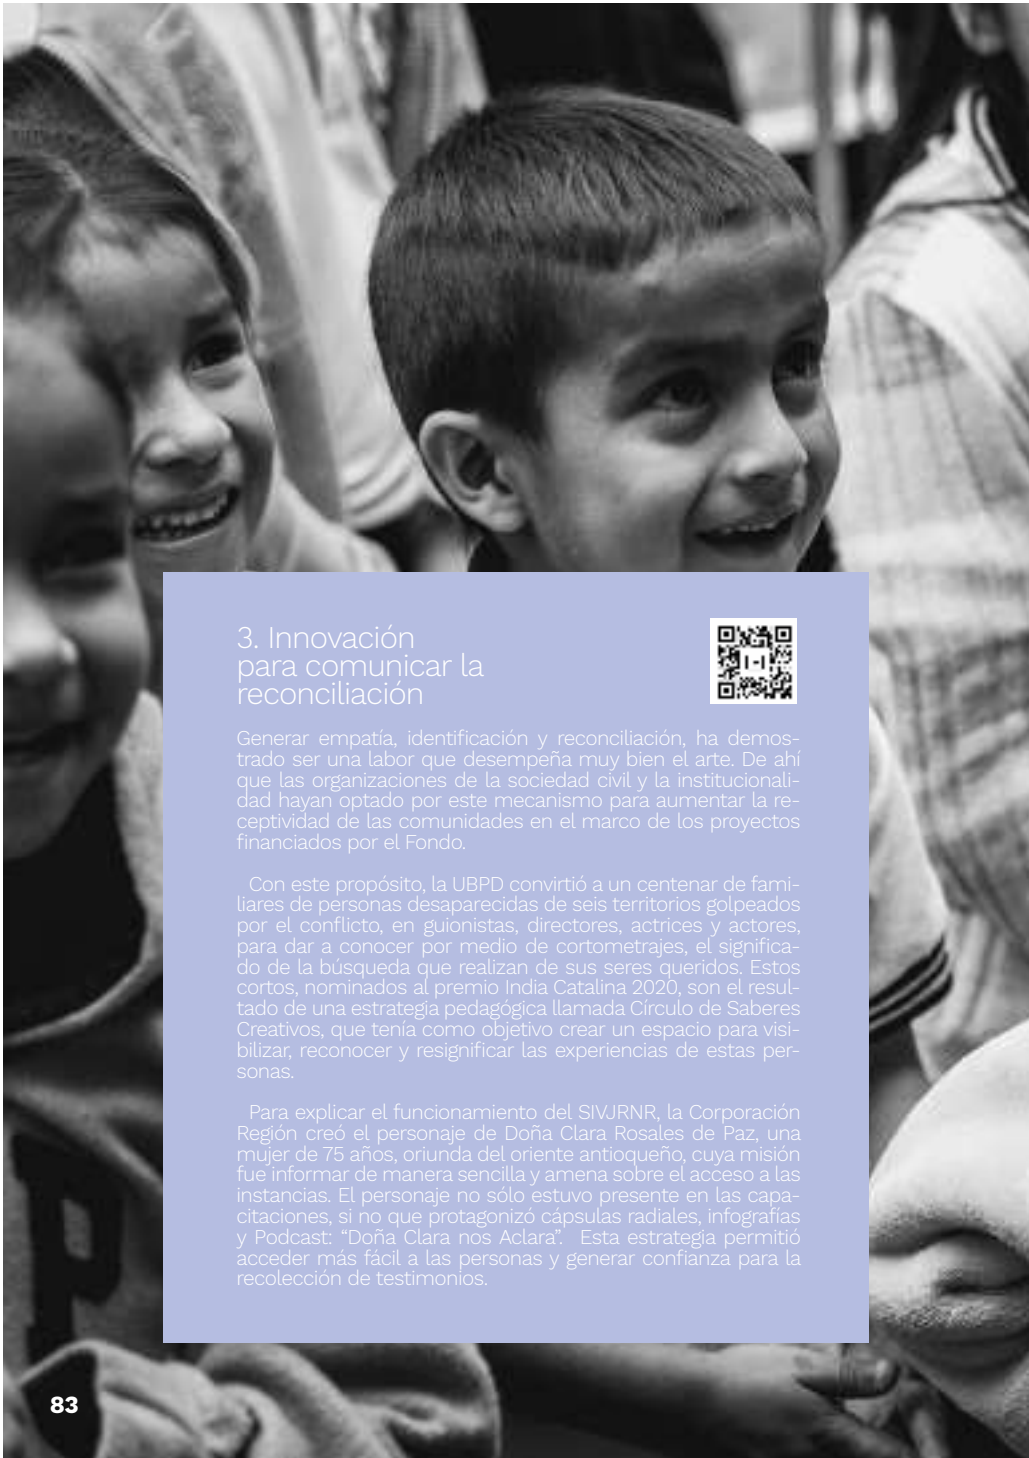 3. Innovación
para comunicar la
reconciliación
Generar empatía, identificación y reconciliación, ha demos-
trado ser una labor que desempeña muy bien el arte. De ahí
que las organizaciones de la sociedad civil y la institucionali-
dad hayan optado por este mecanismo para aumentar la re-
ceptividad de las comunidades en el marco de los proyectos
financiados por el Fondo.
Con este propósito, la UBPD convirtió a un centenar de fami-
liares de personas desaparecidas de seis territorios golpeados
por el conflicto, en guionistas, directores, actrices y actores,
para dar a conocer por medio de cortometrajes, el significa-
do de la búsqueda que realizan de sus seres queridos. Estos
cortos, nominados al premio India Catalina 2020, son el resul-
tado de una estrategia pedagógica llamada Círculo de Saberes
Creativos, que tenía como objetivo crear un espacio para visi-
bilizar, reconocer y resignificar las experiencias de estas per-
sonas.
Para explicar el funcionamiento del SIVJRNR, la Corporación
Región creó el personaje de Doña Clara Rosales de Paz, una
mujer de 75 años, oriunda del oriente antioqueño, cuya misión
fue informar de manera sencilla y amena sobre el acceso a las
instancias. El personaje no sólo estuvo presente en las capa-
citaciones, si no que protagonizó cápsulas radiales, infografías
y Podcast: “Doña Clara nos Aclara”.  Esta estrategia permitió
acceder más fácil a las personas y generar confianza para la
recolección de testimonios.
83